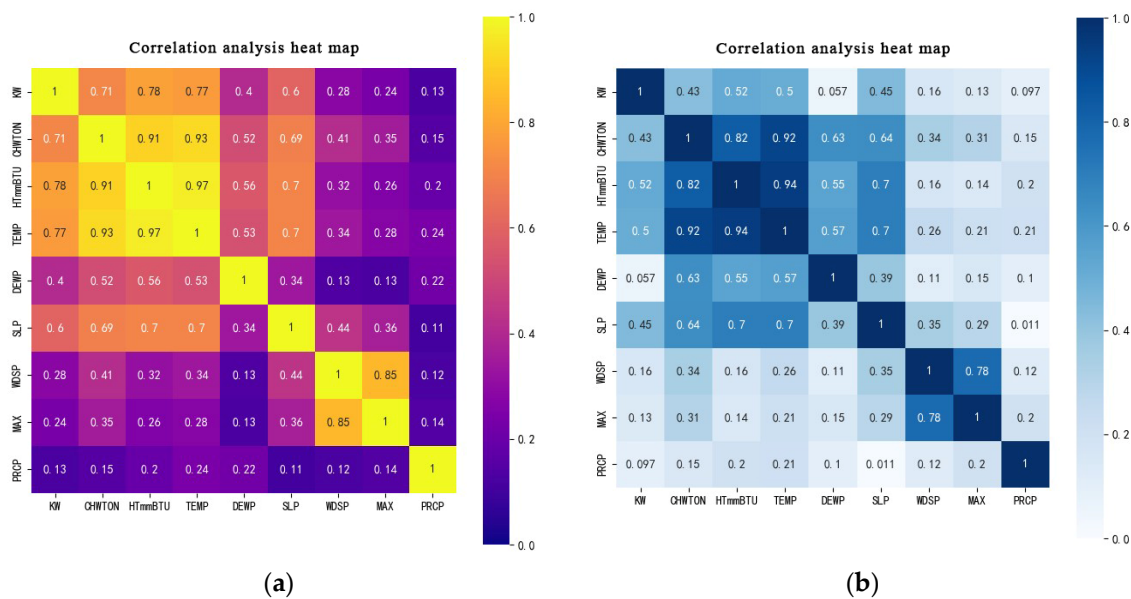 Correlation analysis heat map
KW 1 0.71 0.78 0.77 0.4 0.6 0.28 0.24 0.13
CHWTON 0.71 1 0.91 0.93 0.52 0.69 0.41 0.35 0.15
HTmmBTU 0.78 0.91 1 0.97 0.56 0.7 0.32 0.26 0.2
TEMP 0.77 0.93 0.97 1 0.53 0.7 0.34 0.28 0.24
DEWP 0.4 0.52 0.56 0.53 1 0.34 0.13 0.13 0.22
SLP 0.6 0.69 0.7 0.7 0.34 1 0.44 0.36 0.11
WDSP 0.28 0.41 0.32 0.34 0.13 0.44 1 0.85 0.12
MAX 0.24 0.35 0.26 0.28 0.13 0.36 0.85 1 0.14
PRCP 0.13 0.15 0.2 0.24 0.22 0.11 0.12 0.14 1
KW CHWTON HTmmBTU TEMP DEWP SLP WDSP MAX PRCP
1.0
0.8
0.6
0.4
0.2
0.0
(a)
Correlation analysis heat map
KW 1 0.43 0.52 0.5 0.057 0.45 0.16 0.13 0.097
CHWTON 0.43 1 0.82 0.92 0.63 0.64 0.34 0.31 0.15
HTmmBTU 0.52 0.82 1 0.94 0.55 0.7 0.16 0.14 0.2
TEMP 0.5 0.92 0.94 1 0.57 0.7 0.26 0.21 0.21
DEWP 0.057 0.63 0.55 0.57 1 0.39 0.11 0.15 0.1
SLP 0.45 0.64 0.7 0.7 0.39 1 0.35 0.29 0.011
WDSP 0.16 0.34 0.16 0.26 0.11 0.35 1 0.78 0.12
MAX 0.13 0.31 0.14 0.21 0.15 0.29 0.78 1 0.2
PRCP 0.097 0.15 0.2 0.21 0.1 0.011 0.12 0.2 1
KW CHWTON HTmmBTU TEMP DEWP SLP WDSP MAX PRCP
1.0
0.8
0.6
0.4
0.2
0.0
(b)